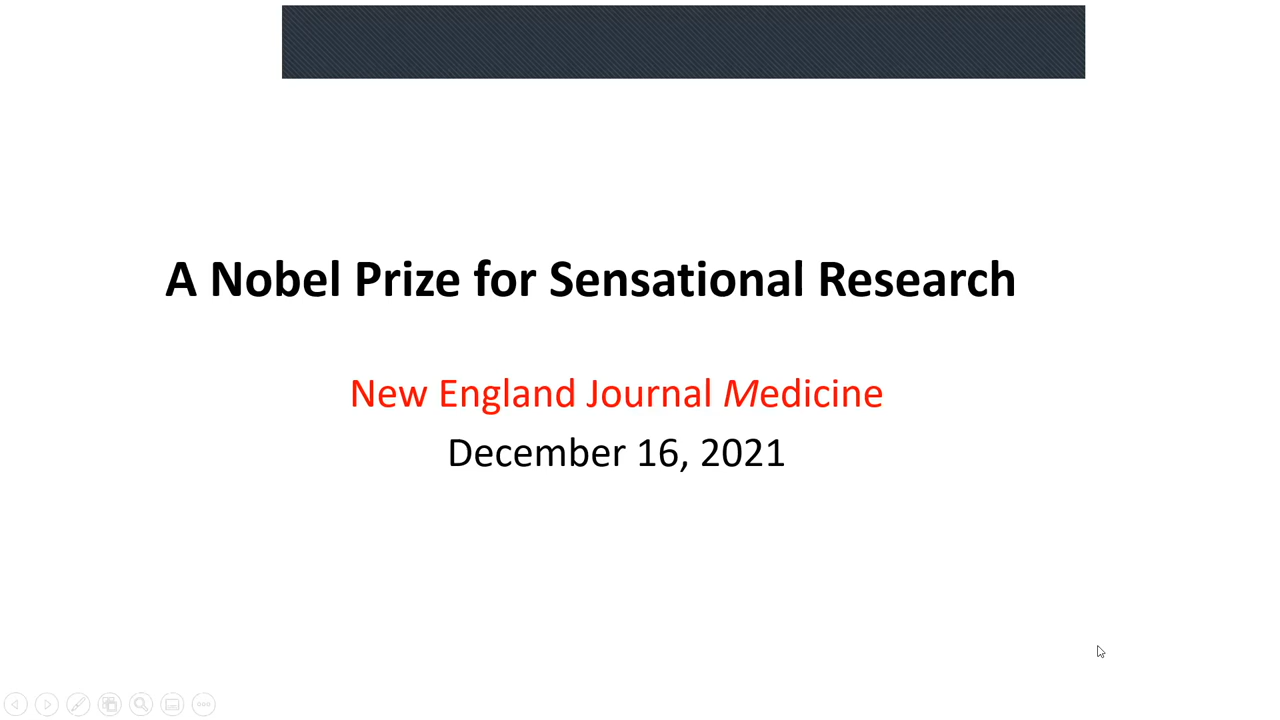 A Nobel Prize for Sensational Research
New England Journal Medicine
December 16, 2021